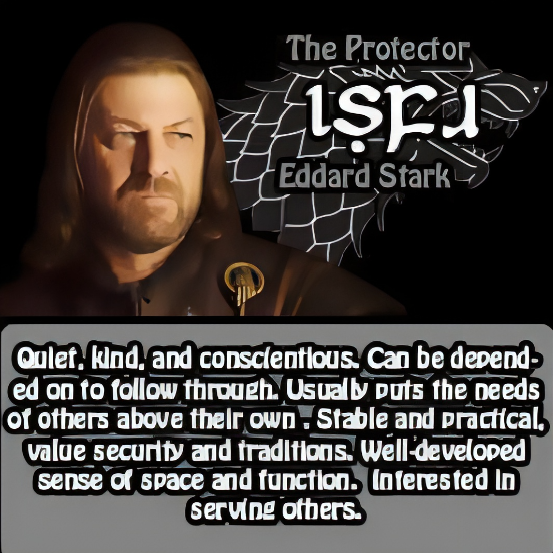 The Protector
ISFJ
Eddard Stark
Quiet, kind, and conscientious. Can be depend-
ed on to follow through. Usually puts the needs
of others above their own . Stable and practical,
value security and traditions. Well-developed
sense of space and function. Interested in
serving others.